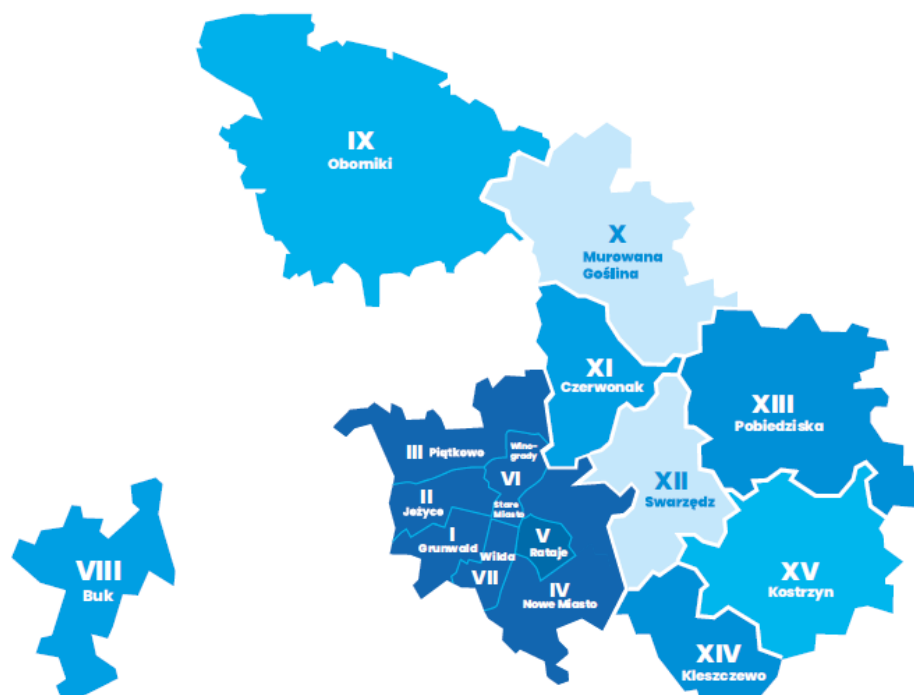 IX
Oborniki
X
Murowana
Goślina
XI
Czerwonak
XIII
Pobiedziska
III Piątkowo
Wino-
grady
VI
Stare
Miasto
II
Jeżyce
XII
Swarzędz
I
Grunwald
Wilda
VII
V
Rataje
IV
Nowe Miasto
VIII
Buk
XV
Kostrzyn
XIV
Kleszczewo